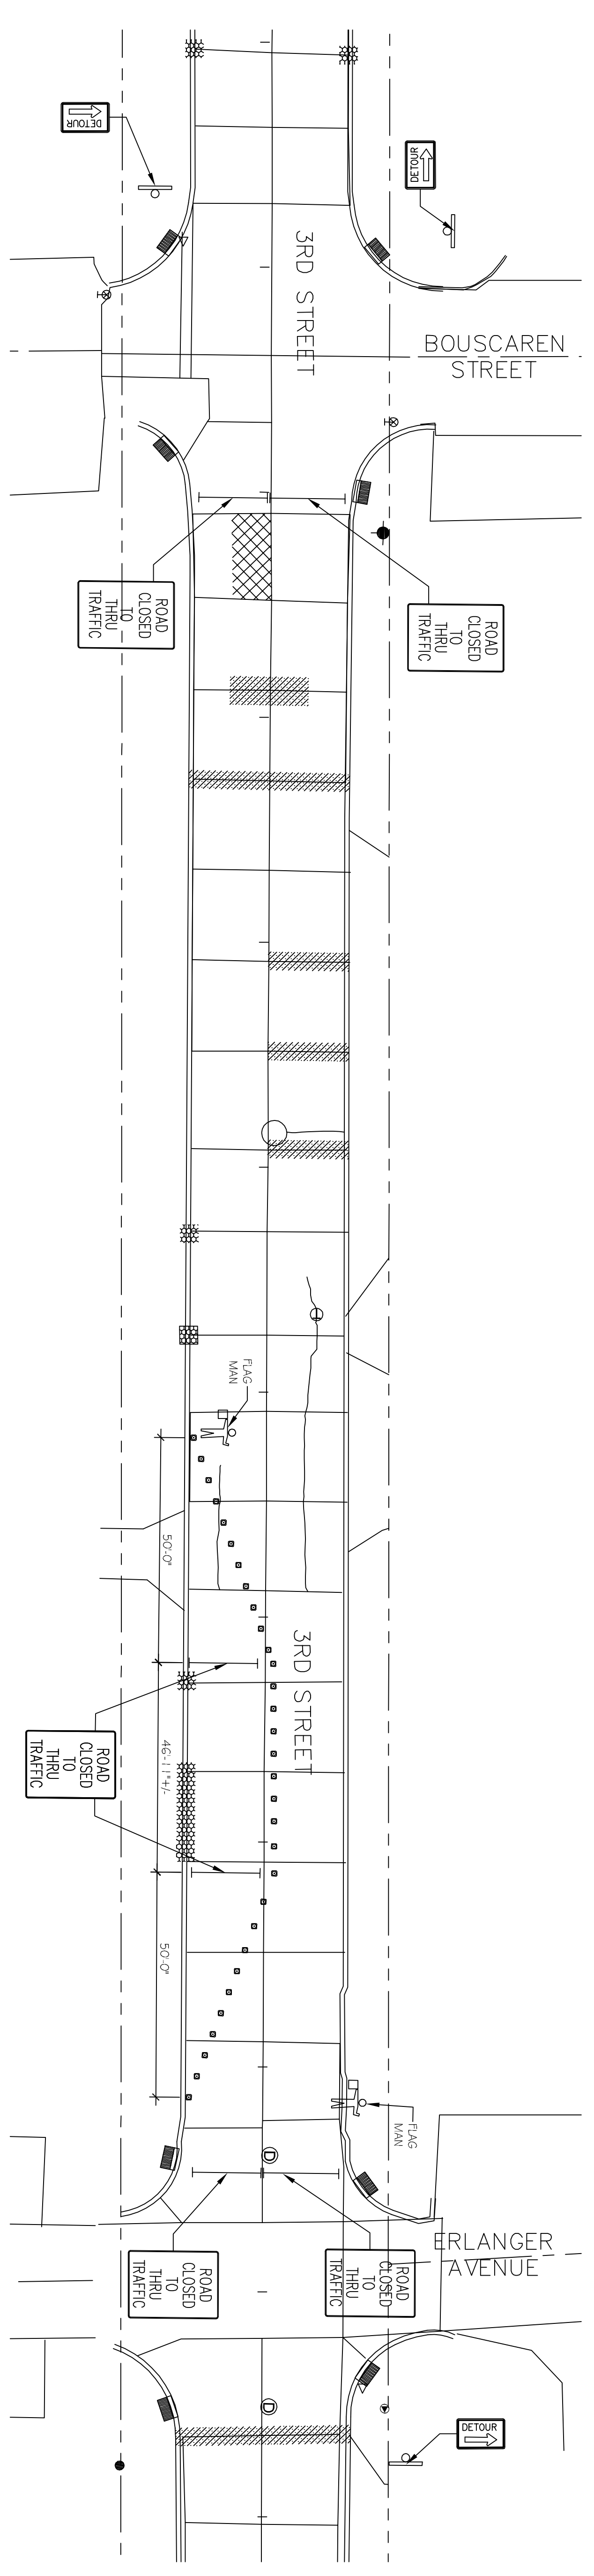 DETOUR
DETOUR
3RD STREET
BOUSCAREN
STREET
ROAD
CLOSED
TO
THRU
TRAFFIC
ROAD
CLOSED
TO
THRU
TRAFFIC
FLAG
MAN
50'-0"
3RD STREET
46'-11"+/-
ROAD
CLOSED
TO
THRU
TRAFFIC
50'-0"
FLAG
MAN
D
ROAD
CLOSED
TO
THRU
TRAFFIC
ROAD
CLOSED
TO
THRU
TRAFFIC
ERLANGER
AVENUE
D
DETOUR